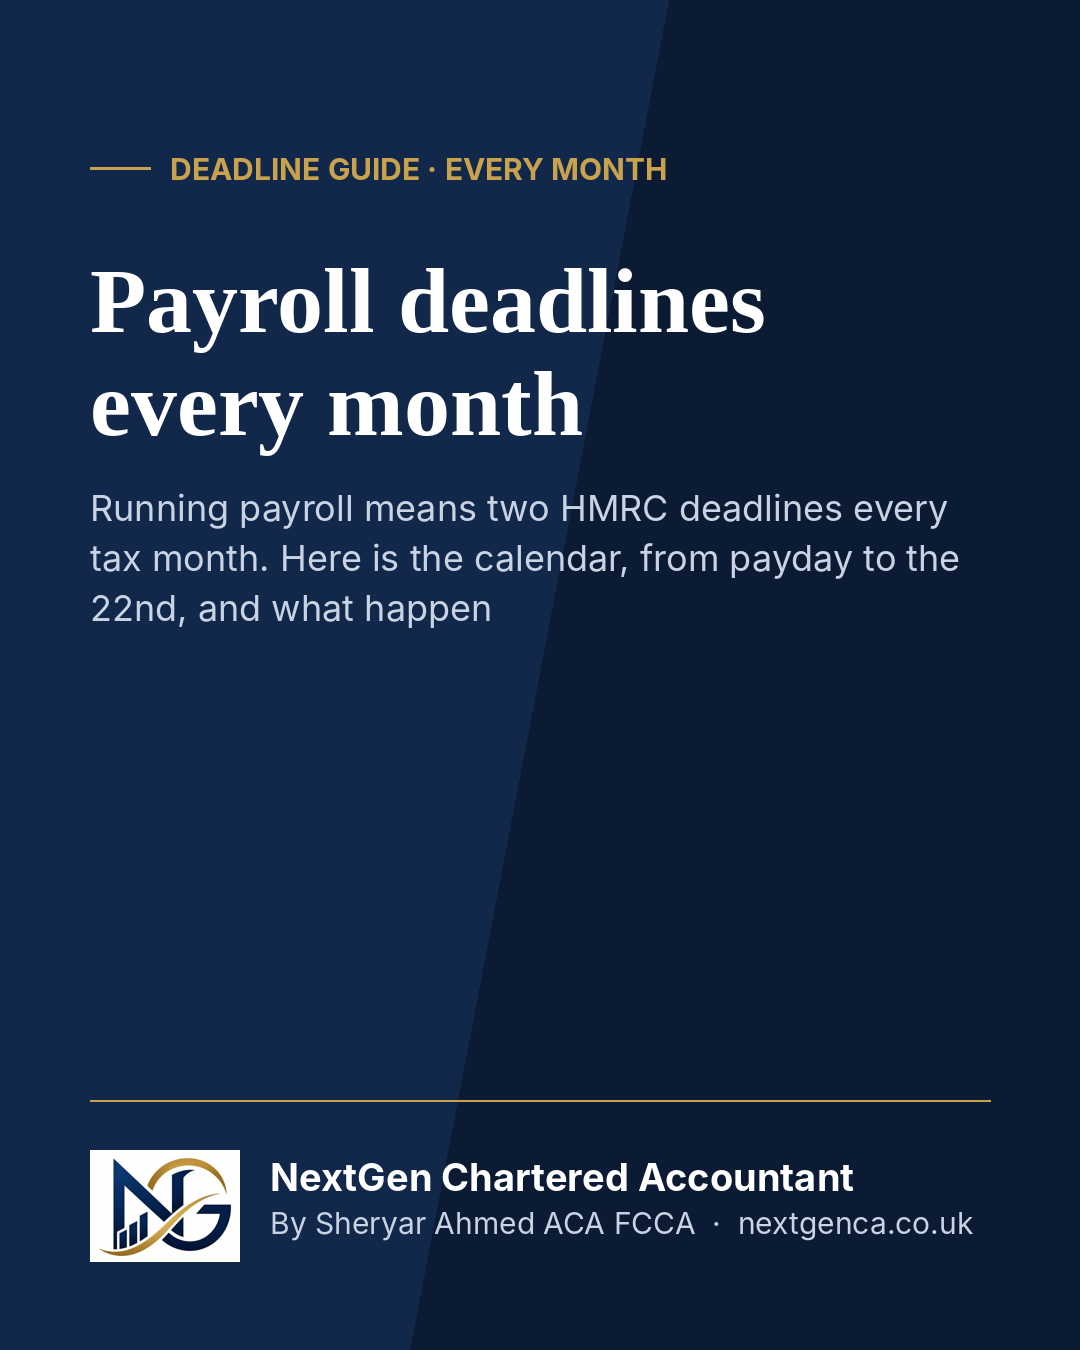 DEADLINE GUIDE · EVERY MONTH
Payroll deadlines
every month
Running payroll means two HMRC deadlines every
tax month. Here is the calendar, from payday to the
22nd, and what happen
NG
NextGen Chartered Accountant
By Sheryar Ahmed ACA FCCA · nextgenca.co.uk